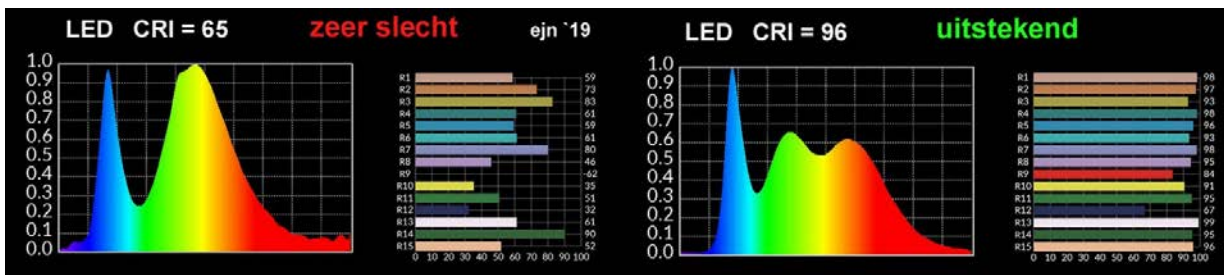 LED CRI = 65 zeer slecht ejn `19
1.0
0.9
0.8
0.7
0.6
0.5
0.4
0.3
0.2
0.1
0.0
R1 59
R2 73
R3 83
R4 61
R5 59
R6 61
R7 80
R8 46
R9 -62
R10 35
R11 51
R12 32
R13 61
R14 90
R15 52
0 10 20 30 40 50 60 70 80 90 100
LED CRI = 96 uitstekend
1.0
0.9
0.8
0.7
0.6
0.5
0.4
0.3
0.2
0.1
0.0
R1 98
R2 97
R3 93
R4 98
R5 96
R6 93
R7 98
R8 95
R9 84
R10 91
R11 95
R12 67
R13 99
R14 95
R15 96
0 10 20 30 40 50 60 70 80 90 100